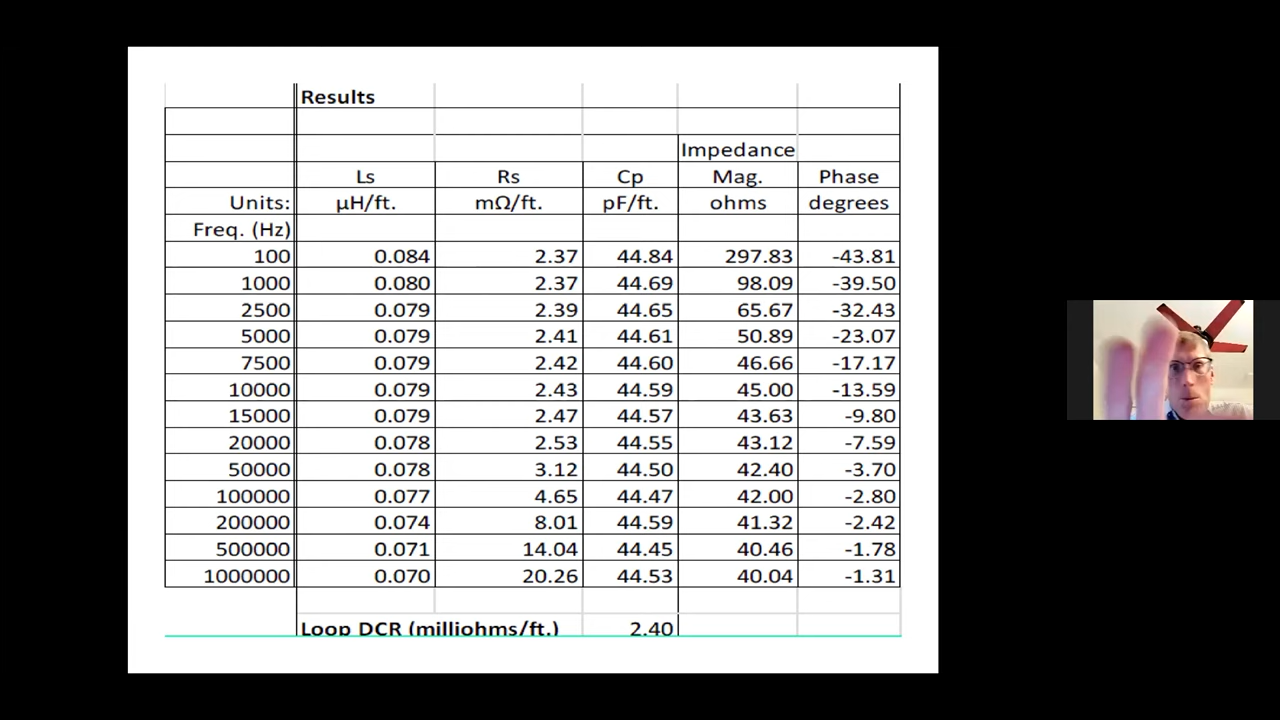 Results
Impedance
Ls Rs Cp Mag. Phase
Units: µH/ft. mΩ/ft. pF/ft. ohms degrees
Freq. (Hz)
100 0.084 2.37 44.84 297.83 -43.81
1000 0.080 2.37 44.69 98.09 -39.50
2500 0.079 2.39 44.65 65.67 -32.43
5000 0.079 2.41 44.61 50.89 -23.07
7500 0.079 2.42 44.60 46.66 -17.17
10000 0.079 2.43 44.59 45.00 -13.59
15000 0.079 2.47 44.57 43.63 -9.80
20000 0.078 2.53 44.55 43.12 -7.59
50000 0.078 3.12 44.50 42.40 -3.70
100000 0.077 4.65 44.47 42.00 -2.80
200000 0.074 8.01 44.59 41.32 -2.42
500000 0.071 14.04 44.45 40.46 -1.78
1000000 0.070 20.26 44.53 40.04 -1.31
Loop DCR (milliohms/ft.) 2.40